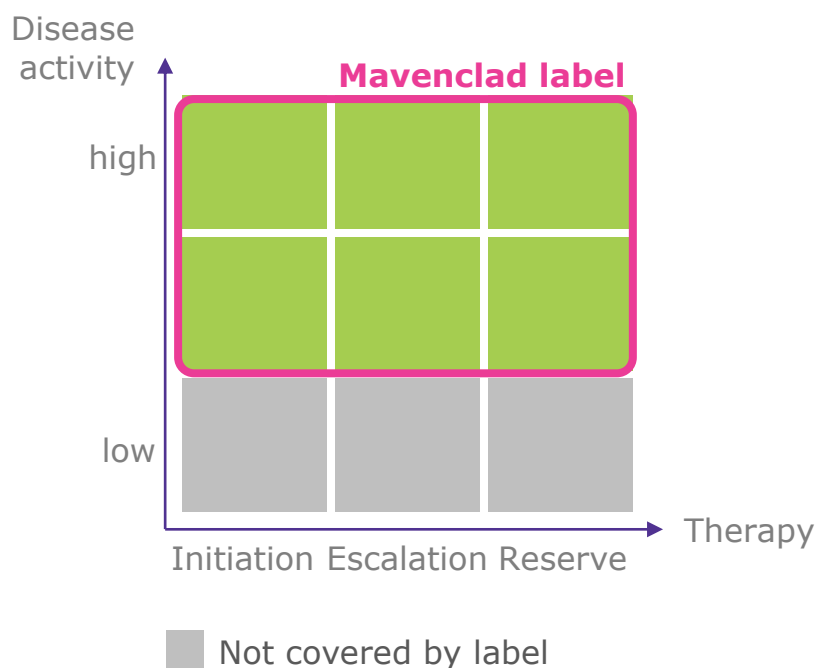 Disease
activity
Mavenclad label
high
low
Therapy
Initiation Escalation Reserve
Not covered by label